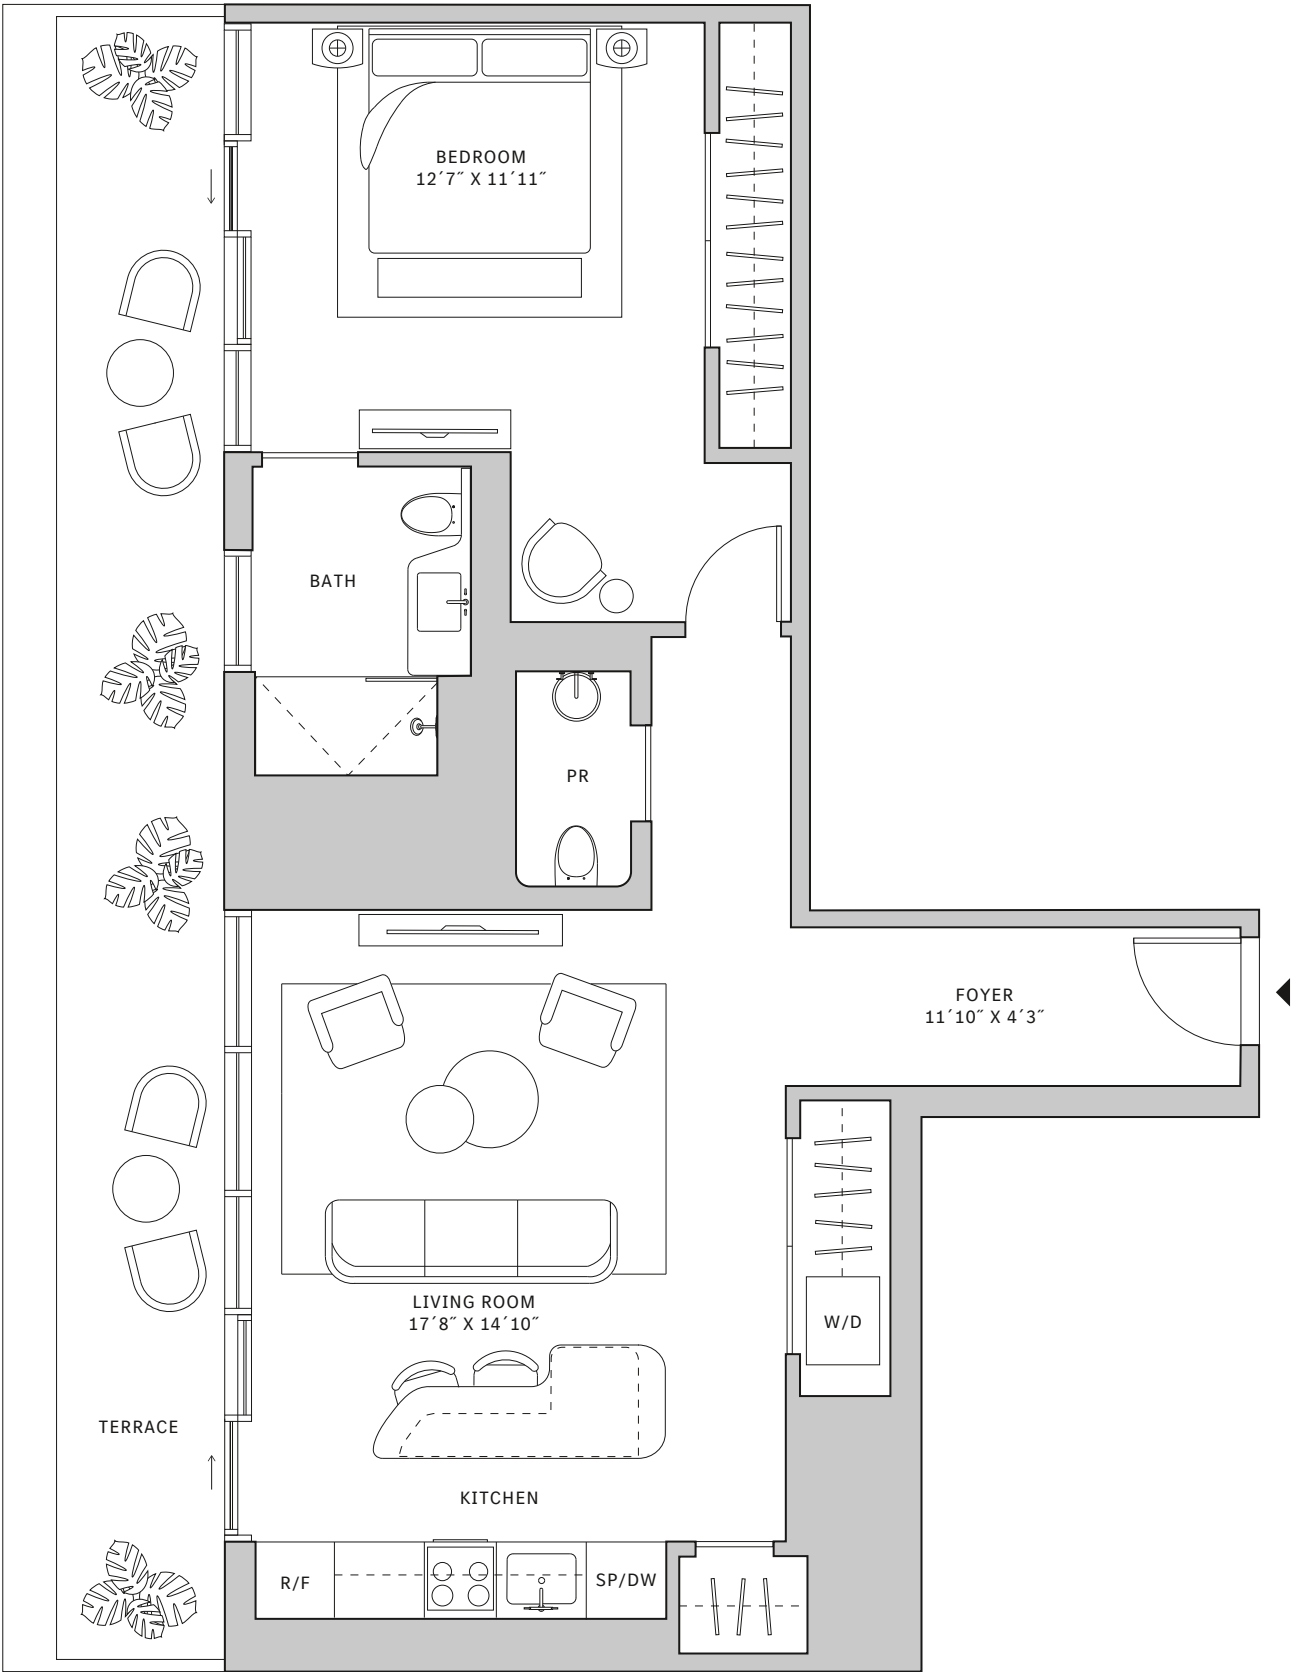 BEDROOM
12´7˝ X 11´11˝
BATH
PR
FOYER
11´10˝ X 4´3˝
LIVING ROOM
17´8˝ X 14´10˝
W/D
TERRACE
KITCHEN
R/F
SP/DW